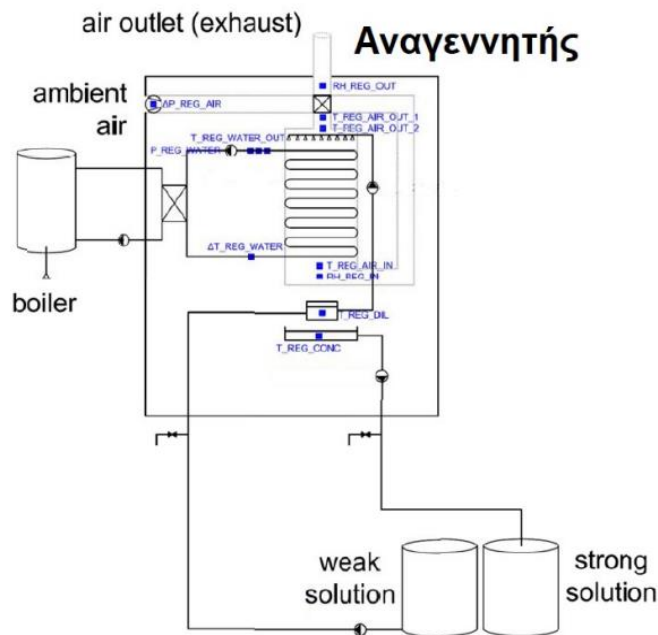 air outlet (exhaust)
Αναγεννητής
RH_REG_OUT
ambient
air
ΔP_REG_AIR
T_REG_AIR_OUT_1
T_REG_AIR_OUT_2
T_REG_WATER_OUT
P_REG_WATER
ΔT_REG_WATER
T_REG_AIR_IN
RH_REG_IN
boiler
T_REG_DIL
T_REG_CONC
weak
solution
strong
solution